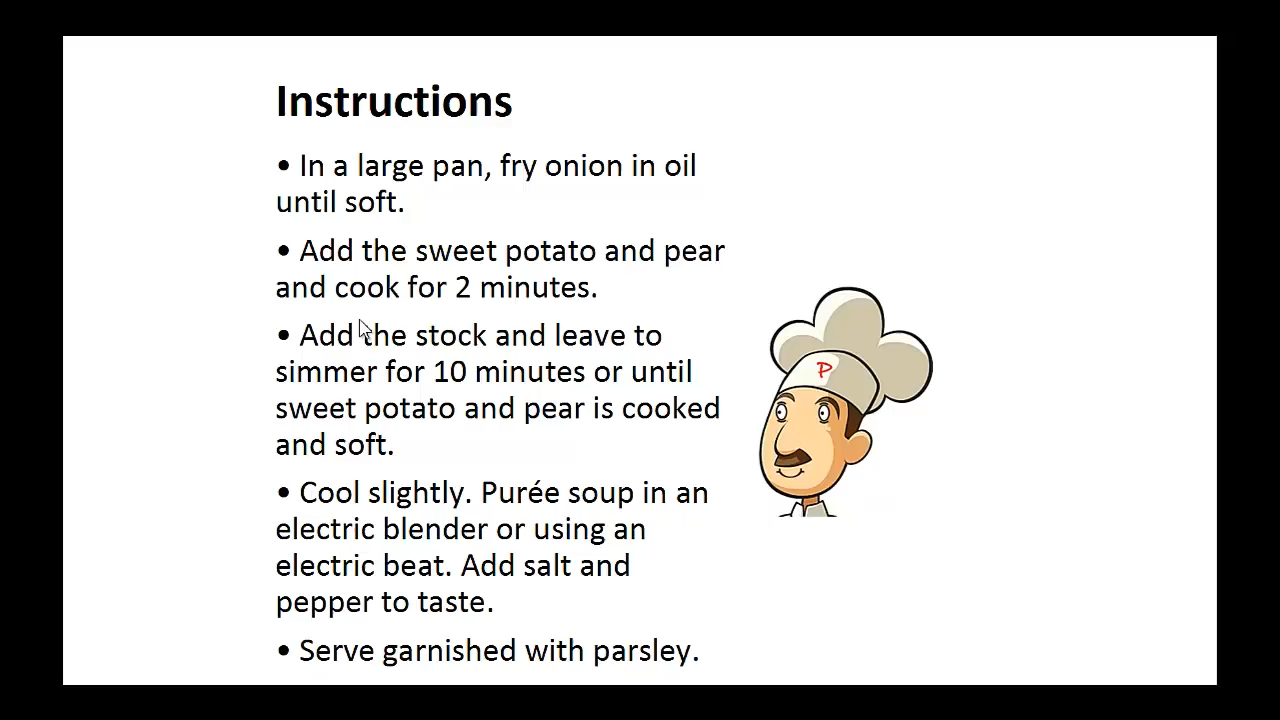 Instructions
• In a large pan, fry onion in oil
until soft.
• Add the sweet potato and pear
and cook for 2 minutes.
• Add the stock and leave to
simmer for 10 minutes or until
sweet potato and pear is cooked
and soft.
• Cool slightly. Purée soup in an
electric blender or using an
electric beat. Add salt and
pepper to taste.
• Serve garnished with parsley.
P